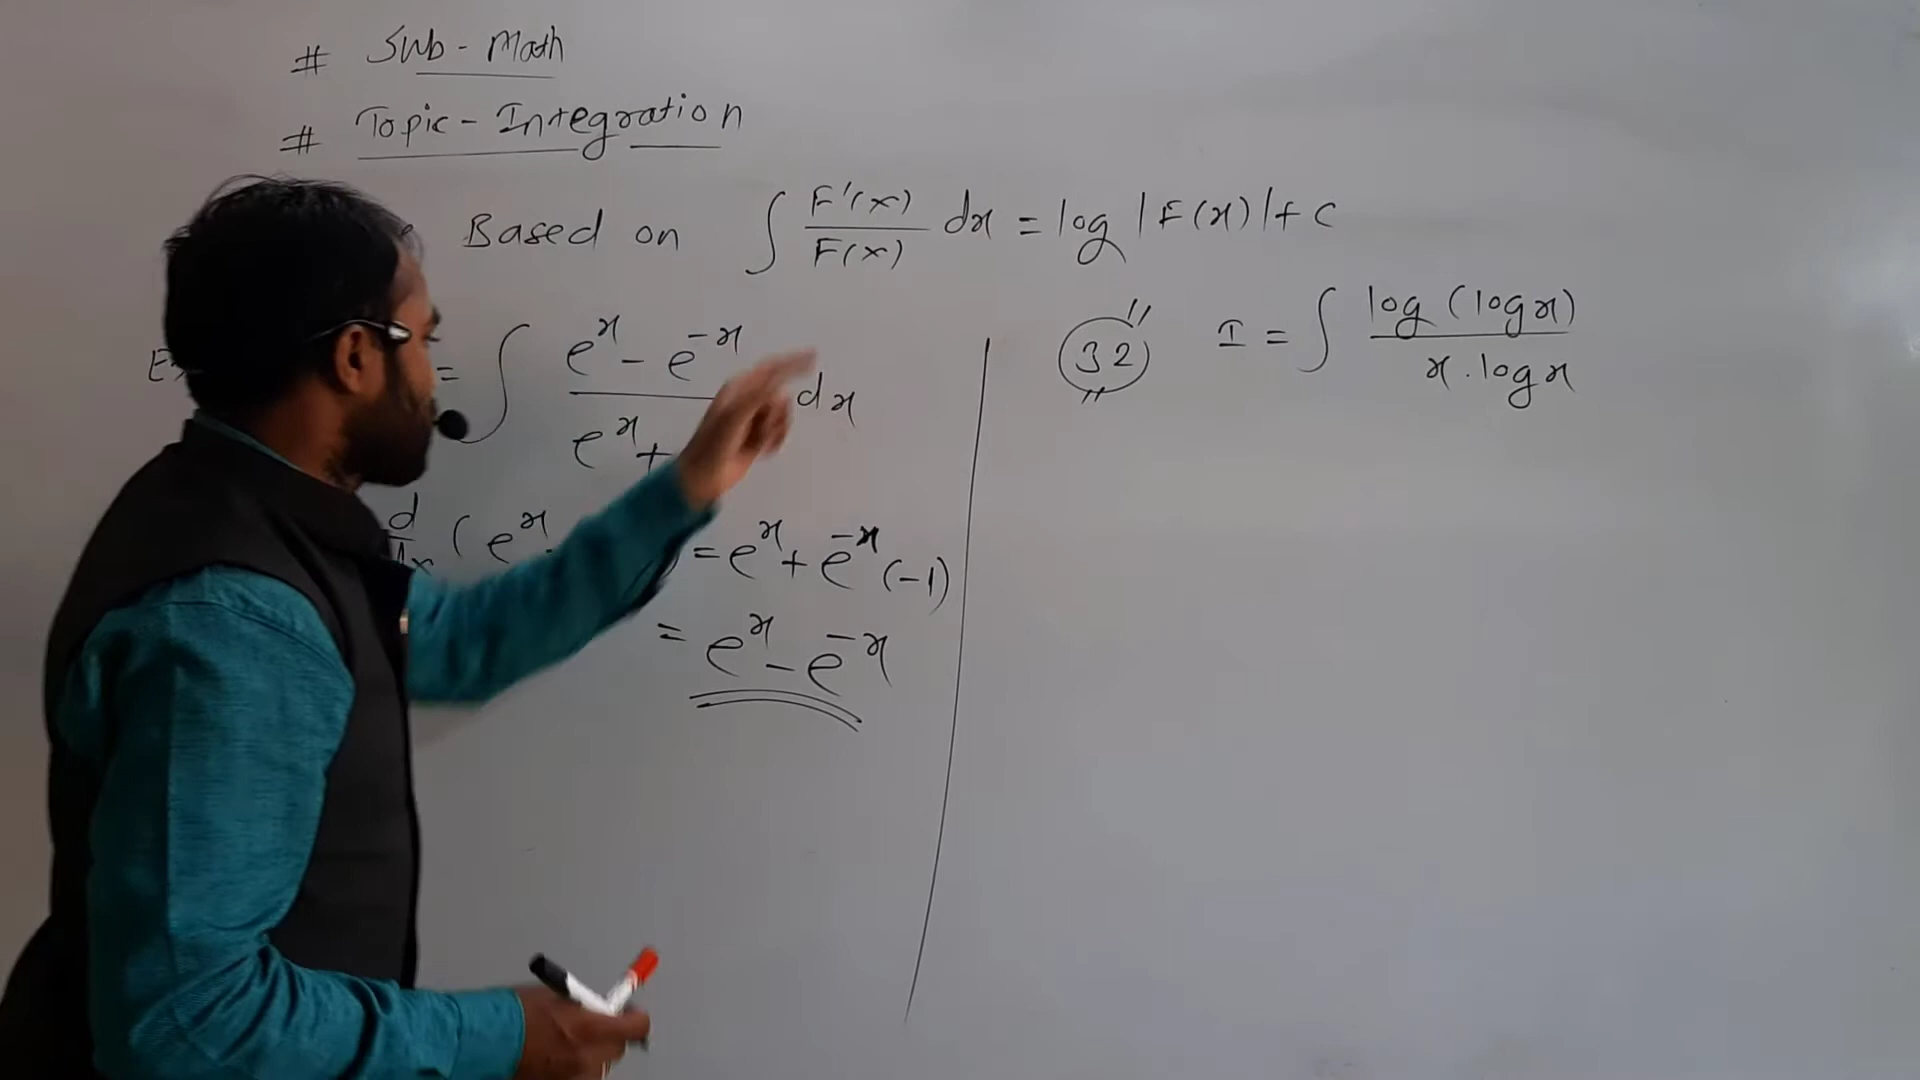 # Sub - Math
# Topic - Integration
Based on ∫ F'(x)/F(x) dx = log |F(x)| + c
= ∫ (e^x - e^-x)/(e^x + dx
d/dx (e^x = e^x + e^-x (-1)
= e^x - e^-x
32 I = ∫ log (log x)/(x . log x)